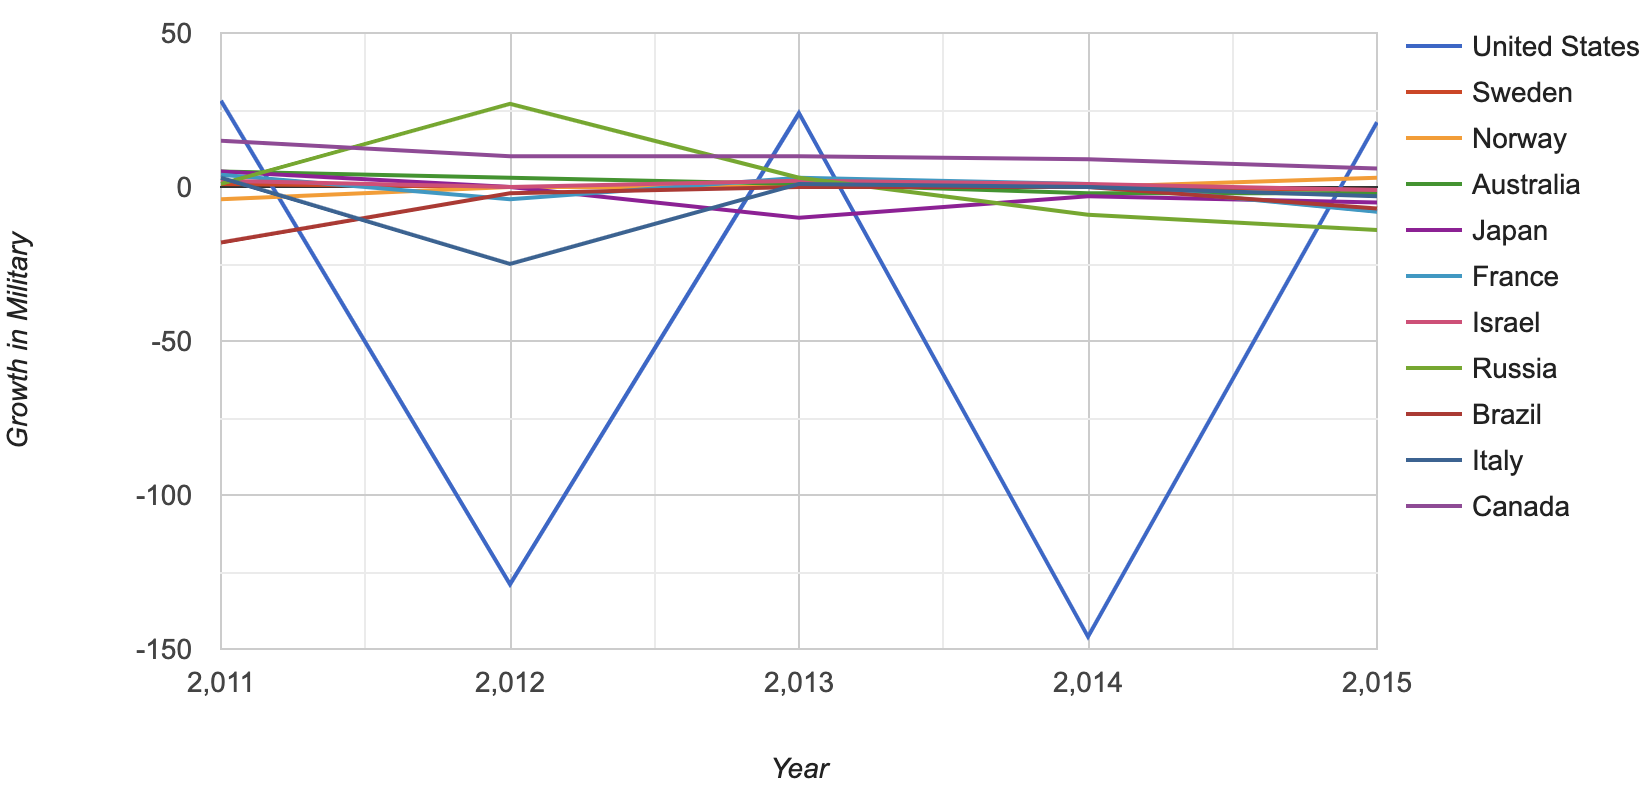 50
0
-50
-100
-150
Growth in Military
2,011
2,012
2,013
2,014
2,015
Year
United States
Sweden
Norway
Australia
Japan
France
Israel
Russia
Brazil
Italy
Canada